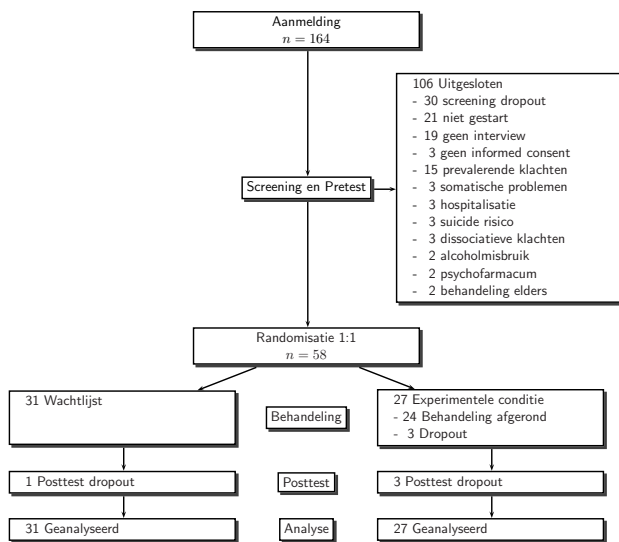 Aanmelding
n = 164
106 Uitgesloten
- 30 screening dropout
- 21 niet gestart
- 19 geen interview
- 3 geen informed consent
- 15 prevalerende klachten
- 3 somatische problemen
- 3 hospitalisatie
- 3 suicide risico
- 3 dissociatieve klachten
- 2 alcoholmisbruik
- 2 psychofarmacum
- 2 behandeling elders
Screening en Pretest
Randomisatie 1:1
n = 58
31 Wachtlijst
Behandeling
27 Experimentele conditie
- 24 Behandeling afgerond
- 3 Dropout
1 Posttest dropout
Posttest
3 Posttest dropout
31 Geanalyseerd
Analyse
27 Geanalyseerd